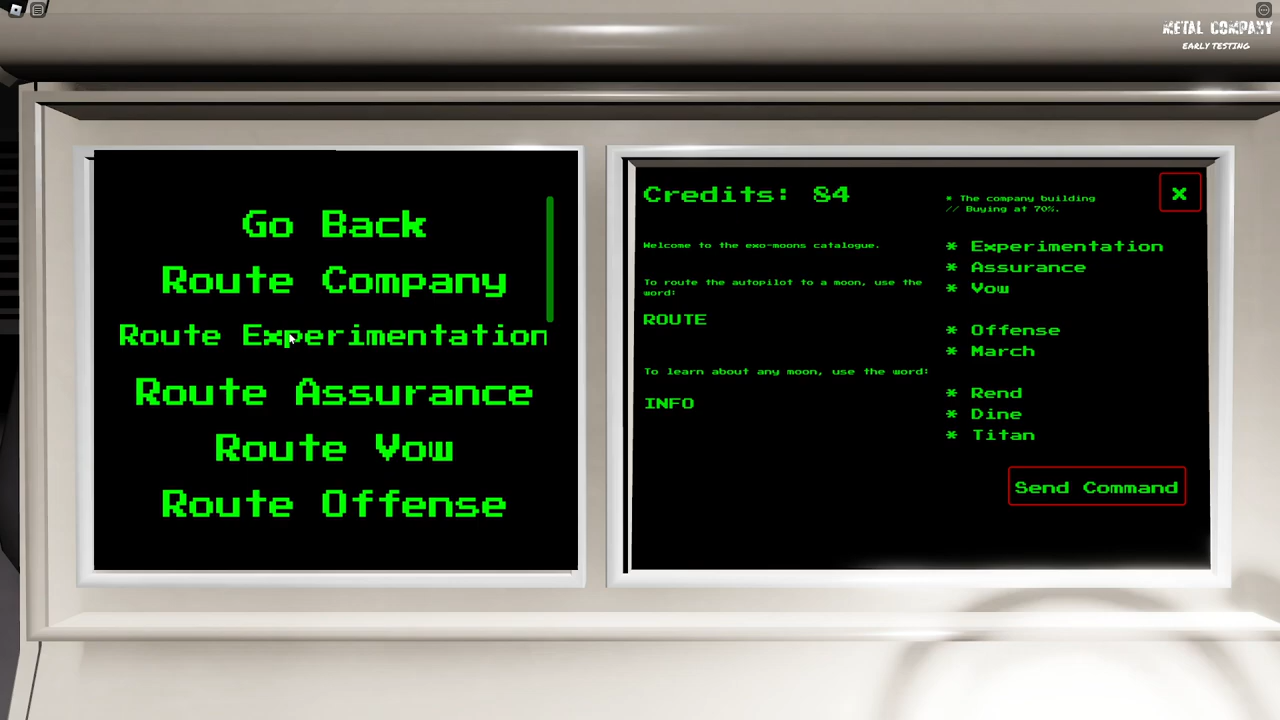 METAL COMPANY
EARLY TESTING
Go Back
Route Company
Route Experimentation
Route Assurance
Route Vow
Route Offense
Credits: 84
Welcome to the exo-moons catalogue.
To route the autopilot to a moon, use the
word:
ROUTE
To learn about any moon, use the word:
INFO
* The company building
// Buying at 70%.
X
* Experimentation
* Assurance
* Vow
* Offense
* March
* Rend
* Dine
* Titan
Send Command